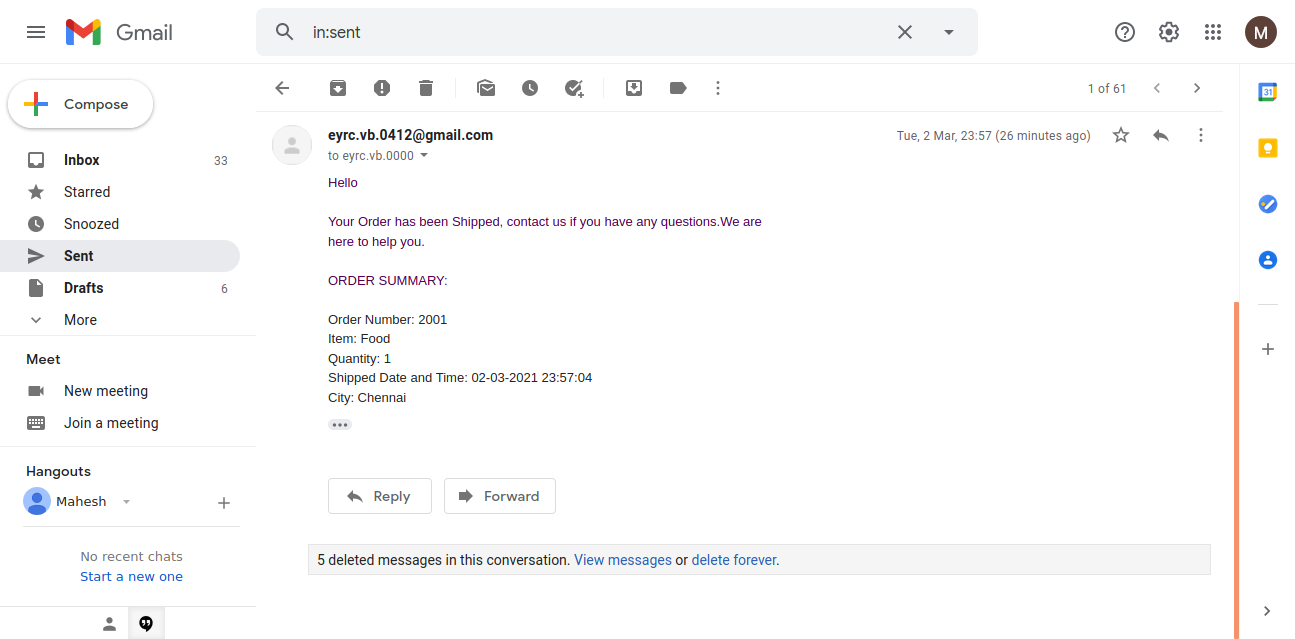 Gmail
in:sent
M
Compose
1 of 61
31
Inbox 33
Starred
Snoozed
Sent
Drafts 6
More
Meet
New meeting
Join a meeting
Hangouts
Mahesh
No recent chats
Start a new one
eyrc.vb.0412@gmail.com
Tue, 2 Mar, 23:57 (26 minutes ago)
to eyrc.vb.0000
Hello
Your Order has been Shipped, contact us if you have any questions.We are
here to help you.
ORDER SUMMARY:
Order Number: 2001
Item: Food
Quantity: 1
Shipped Date and Time: 02-03-2021 23:57:04
City: Chennai
Reply
Forward
5 deleted messages in this conversation. View messages or delete forever.